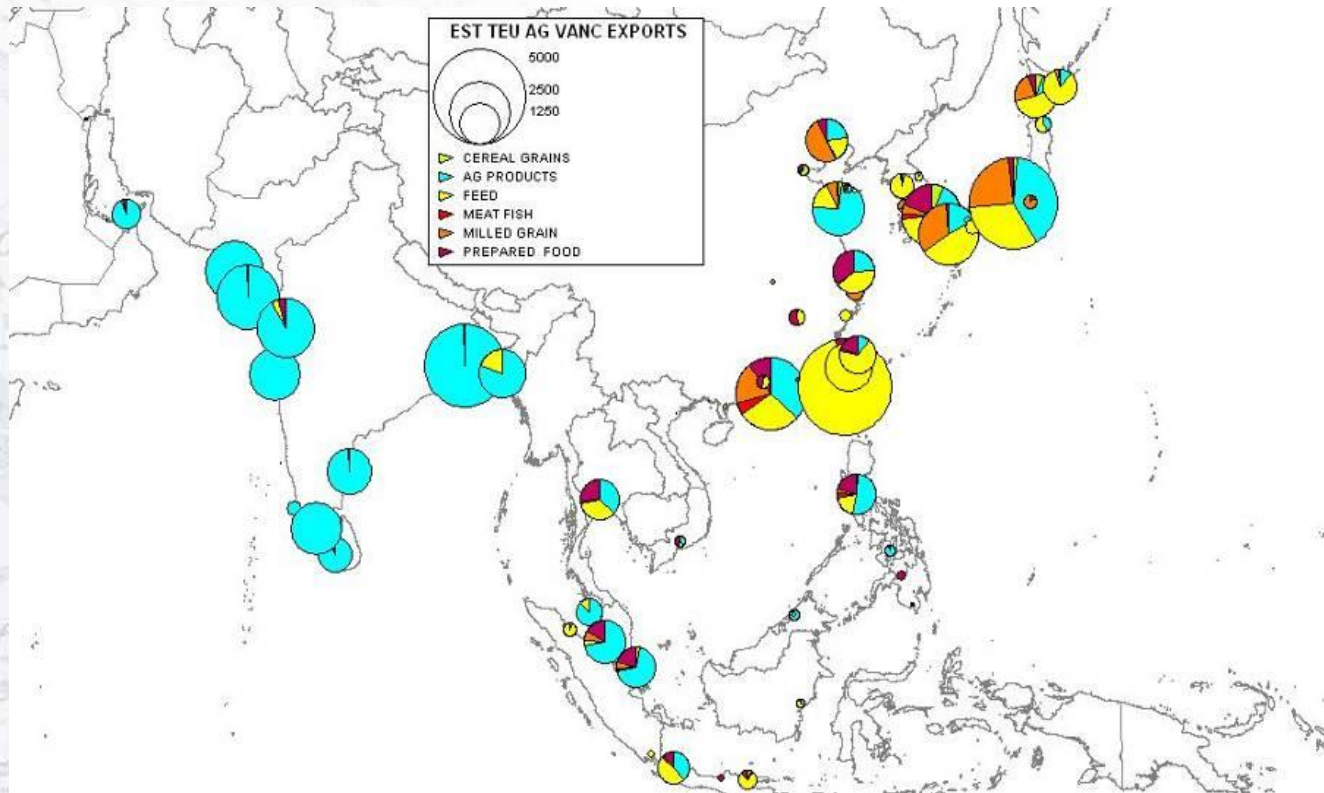 EST TEU AG VANC EXPORTS
5000
2500
1250
CEREAL GRAINS
AG PRODUCTS
FEED
MEAT FISH
MILLED GRAIN
PREPARED FOOD